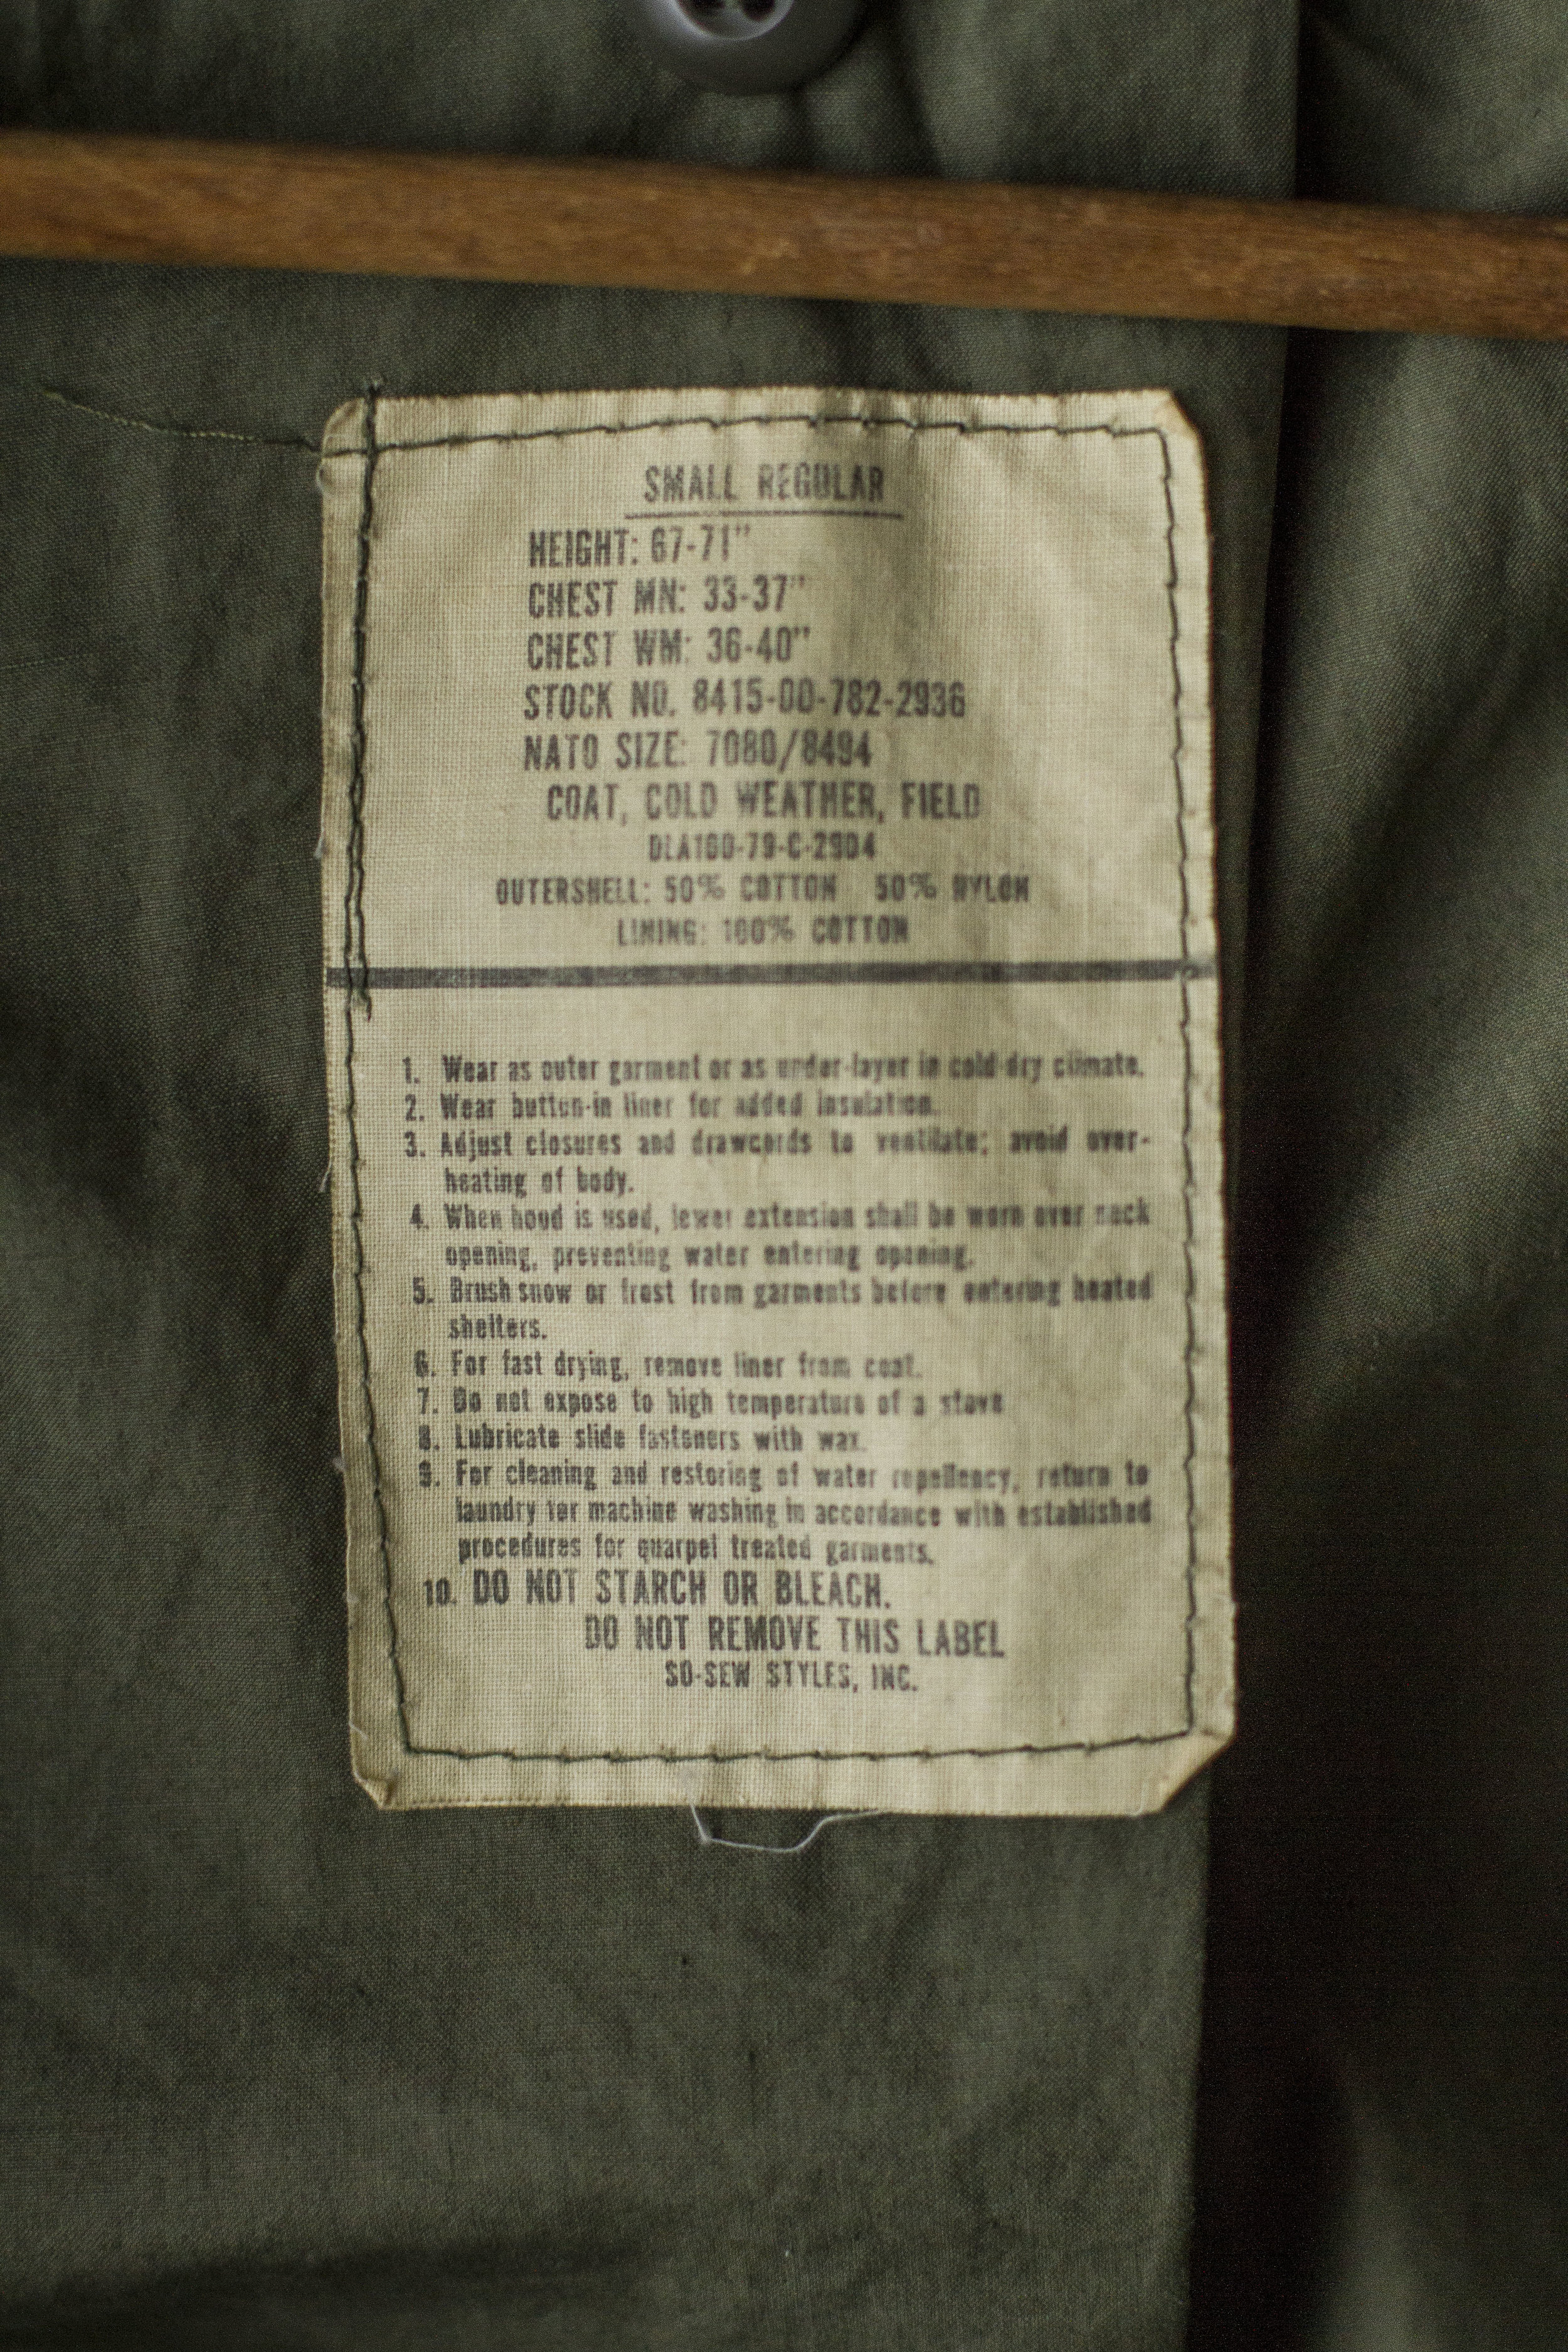 SMALL REGULAR
HEIGHT: 67-71"
CHEST MN: 33-37"
CHEST WM: 36-40"
STOCK NO. 8415-00-782-2936
NATO SIZE: 7080/8494
COAT, COLD WEATHER, FIELD
DLA100-79-C-2904
OUTERSHELL: 50% COTTON 50% NYLON
LINING: 100% COTTON
1. Wear as outer garment or as under-layer in cold-dry climate.
2. Wear button-in liner for added insulation.
3. Adjust closures and drawcords to ventilate; avoid over-
heating of body.
4. When hood is used, lower extension shall be worn over neck
opening, preventing water entering opening.
5. Brush snow or frost from garments before entering heated
shelters.
6. For fast drying, remove liner from coat.
7. Do not expose to high temperature of a stove
8. Lubricate slide fasteners with wax.
9. For cleaning and restoring of water repellency, return to
laundry for machine washing in accordance with established
procedures for quarpel treated garments.
10. DO NOT STARCH OR BLEACH.
DO NOT REMOVE THIS LABEL
SO-SEW STYLES, INC.